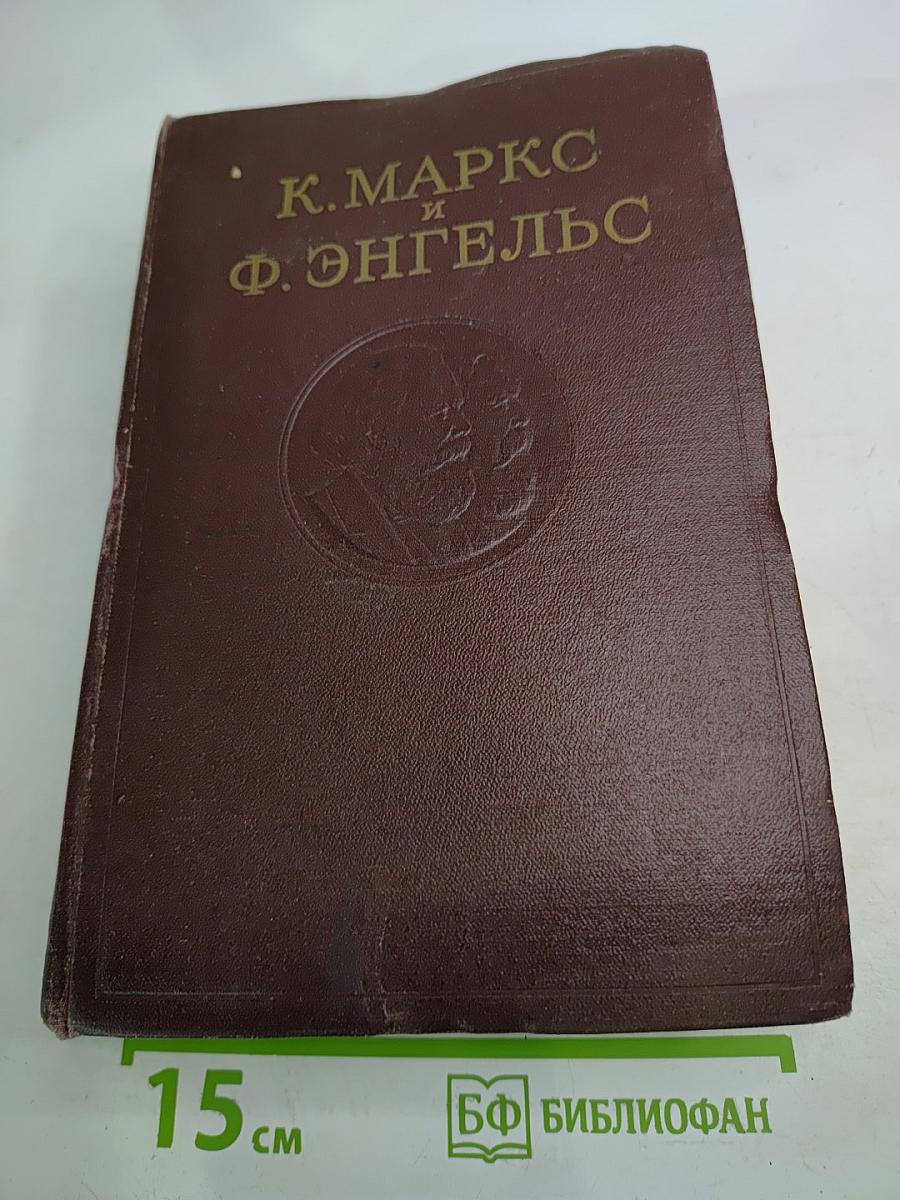 К. МАРКС
И
Ф. ЭНГЕЛЬС
15 см
БФ БИБЛИОФАН